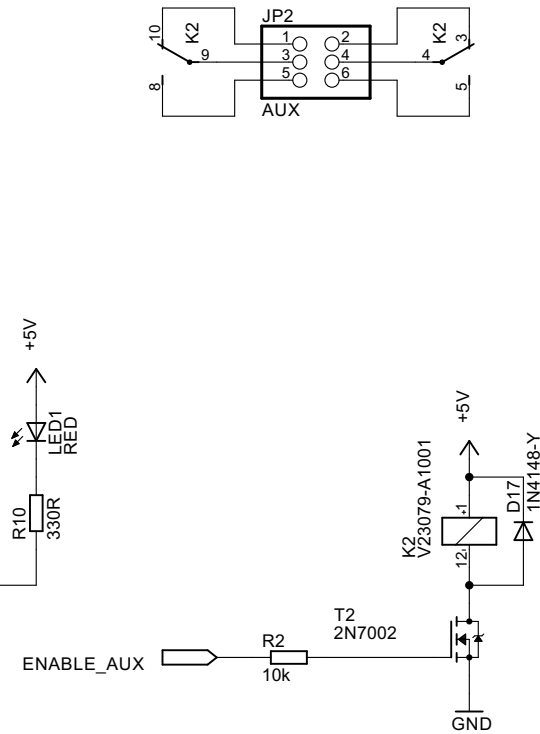 JP2
10
K2
9
8
1
3
5
2
4
6
4
K2
3
5
AUX
+5V
LED1
RED
R10
330R
+5V
K2
V23079-A1001
+1
12-
D17
1N4148-Y
T2
2N7002
ENABLE_AUX
R2
10k
GND